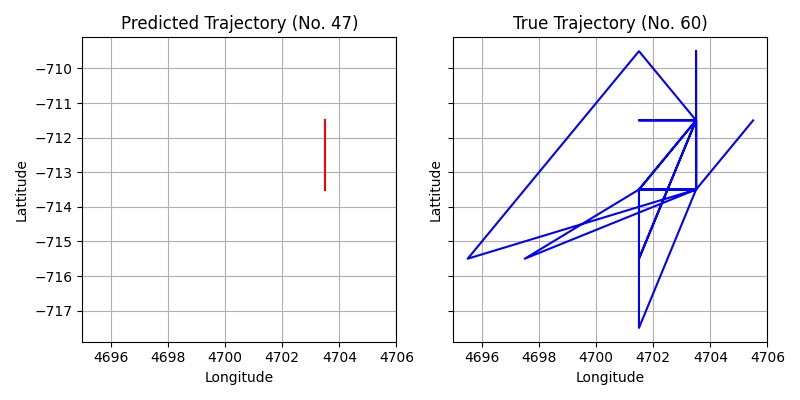 Predicted Trajectory (No. 47)
True Trajectory (No. 60)
−710
−711
−712
−713
−714
−715
−716
−717
Lattitude
Lattitude
4696 4698 4700 4702 4704 4706
4696 4698 4700 4702 4704 4706
Longitude
Longitude